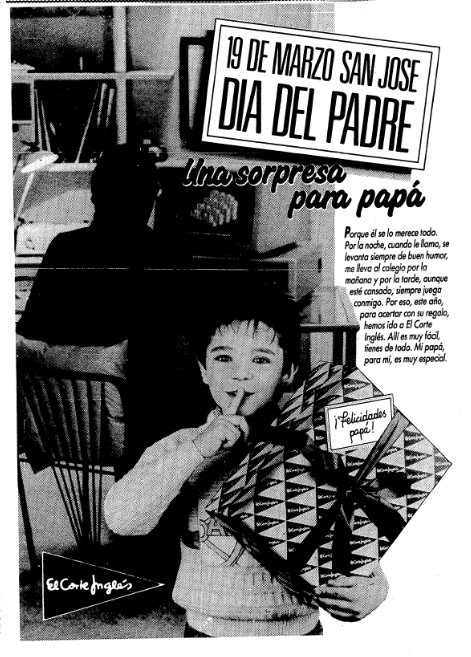 19 DE MARZO SAN JOSE
DIA DEL PADRE
Una sorpresa
para papá
Porque él se lo merece todo.
Por la noche, cuando le llamo, se
levanta siempre de buen humor,
me lleva al colegio por la
mañana y por la tarde, aunque
esté cansado, siempre juega
conmigo. Por eso, este año,
para acertar con su regalo,
hemos ido a El Corte
Inglés. Allí es muy fácil,
tienes de todo. Mi papá,
para mí, es muy especial.
¡Felicidades
papá!
El Corte Inglés